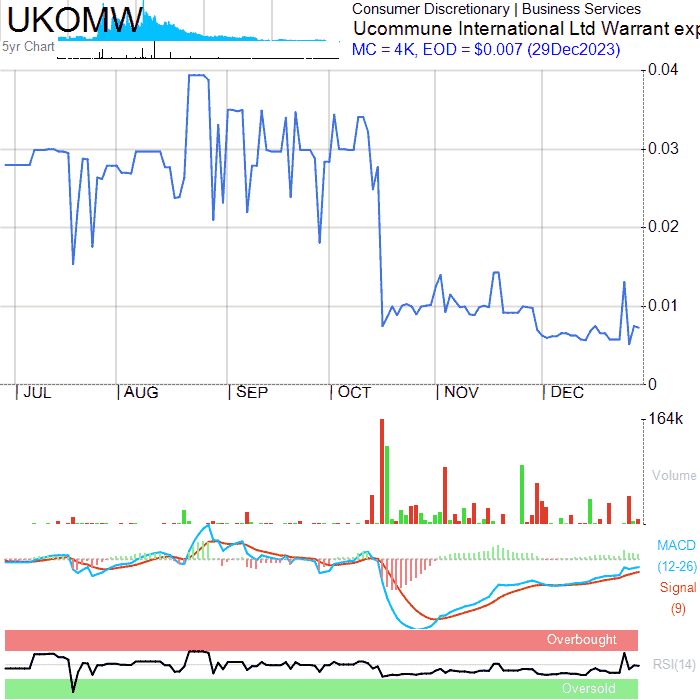 UKOMW
5yr Chart
Consumer Discretionary | Business Services
Ucommune International Ltd Warrant exp
MC = 4K, EOD = $0.007 (29Dec2023)
0.04
0.03
0.02
0.01
0
JUL AUG SEP OCT NOV DEC
164k
Volume
MACD
(12-26)
Signal
(9)
Overbought
RSI(14)
Oversold